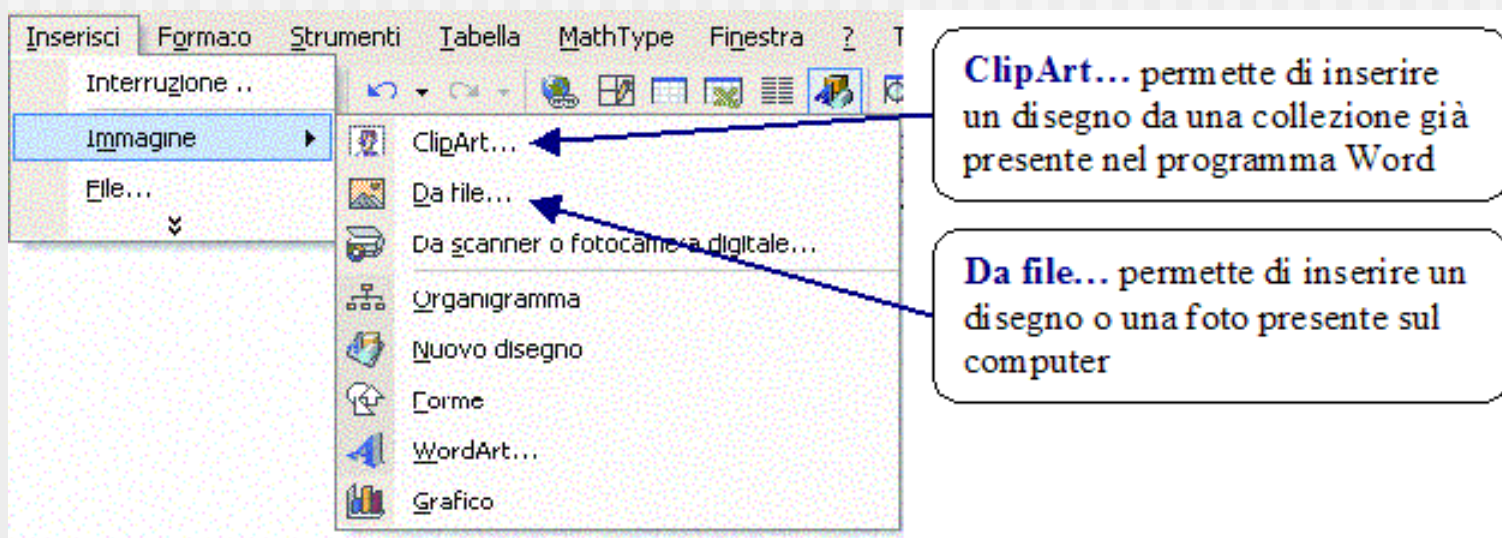 Inserisci Formato Strumenti Tabella MathType Finestra ?
Interruzione ..
Immagine
File...
ClipArt...
Da file...
Da scanner o fotocamera digitale...
Organigramma
Nuovo disegno
Forme
WordArt...
Grafico
ClipArt... permette di inserire
un disegno da una collezione già
presente nel programma Word
Da file... permette di inserire un
disegno o una foto presente sul
computer